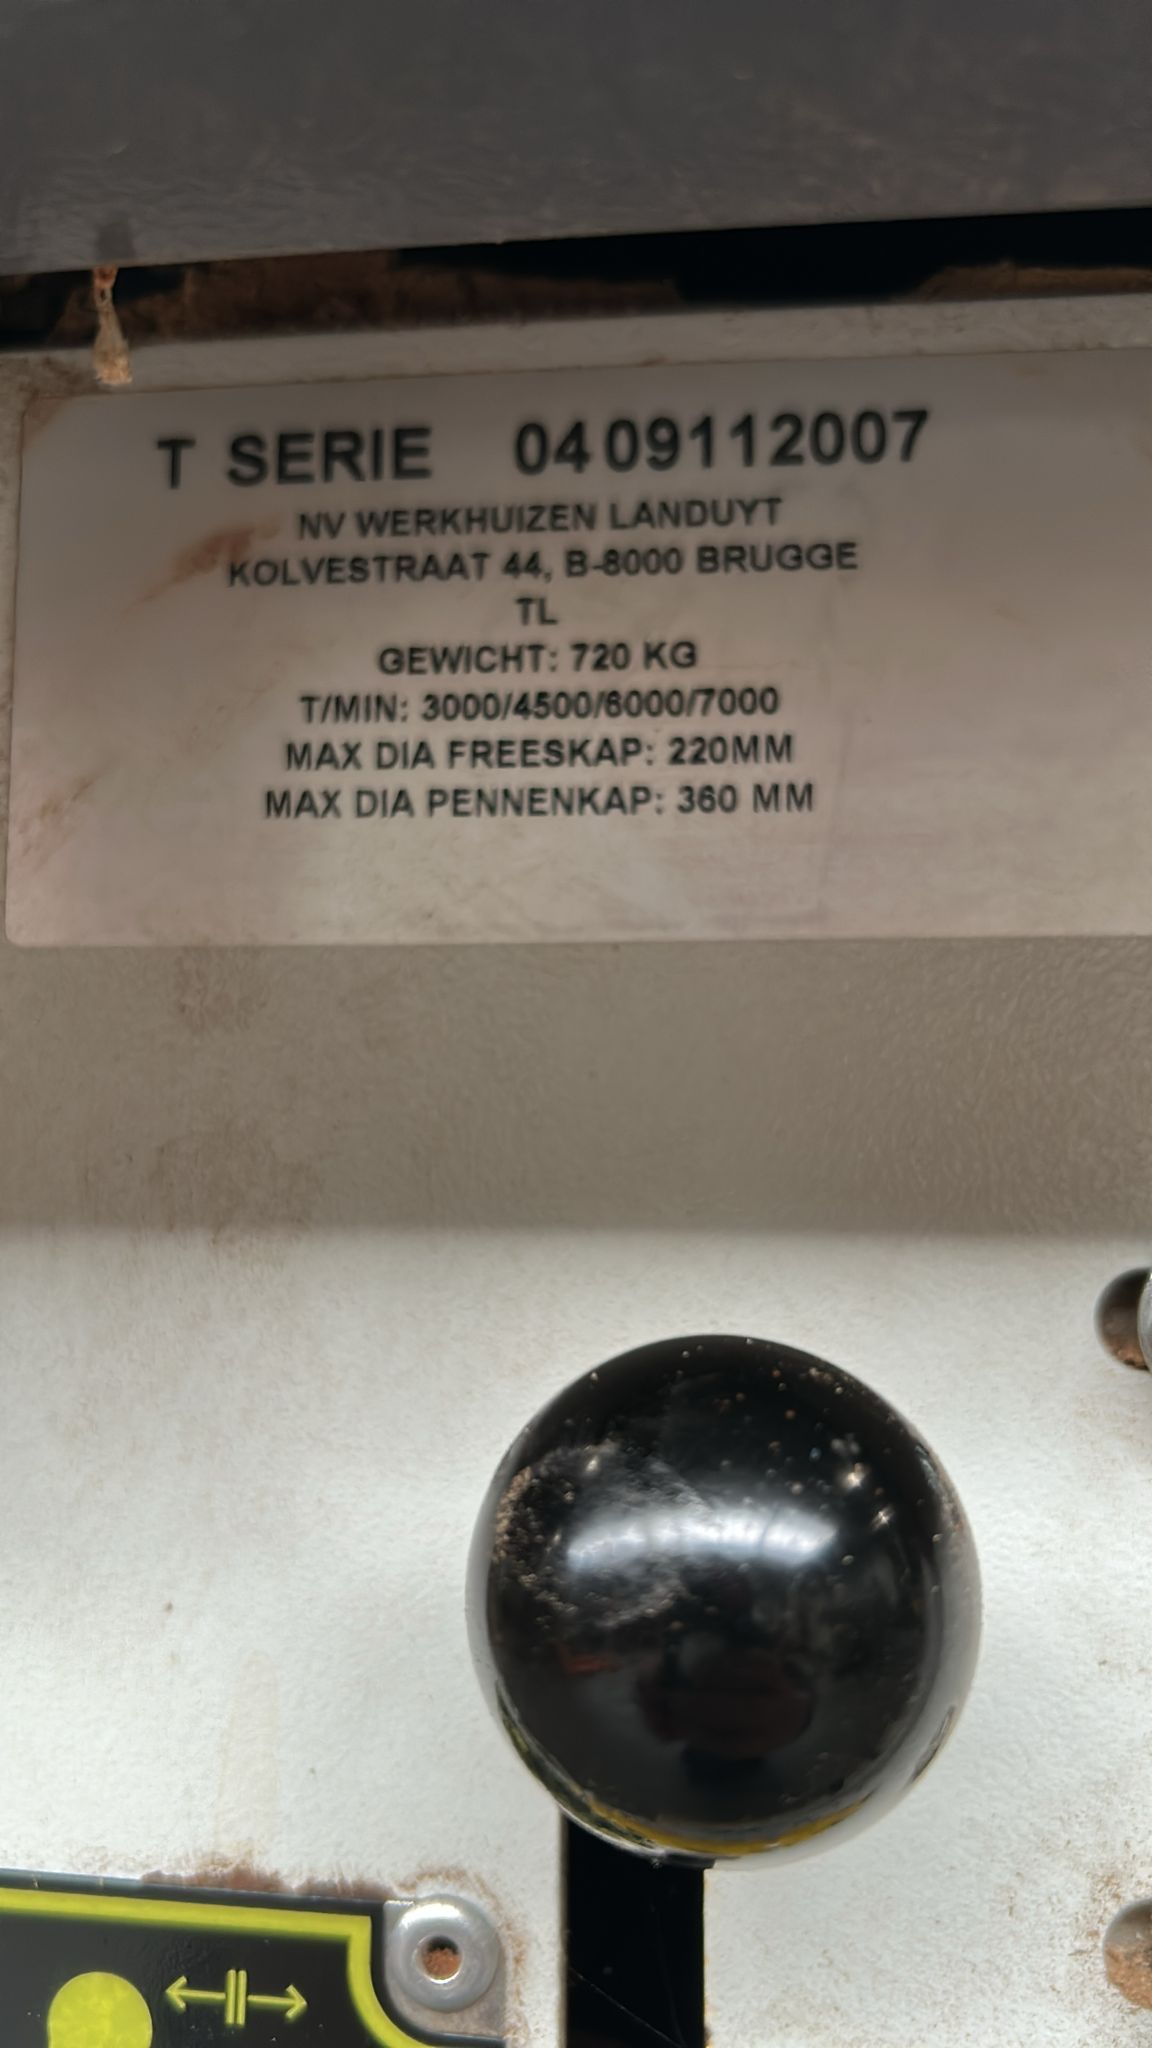 T SERIE 0409112007
NV WERKHUIZEN LANDUYT
KOLVESTRAAT 44, B-8000 BRUGGE
TL
GEWICHT: 720 KG
T/MIN: 3000/4500/6000/7000
MAX DIA FREESKAP: 220MM
MAX DIA PENNENKAP: 360 MM